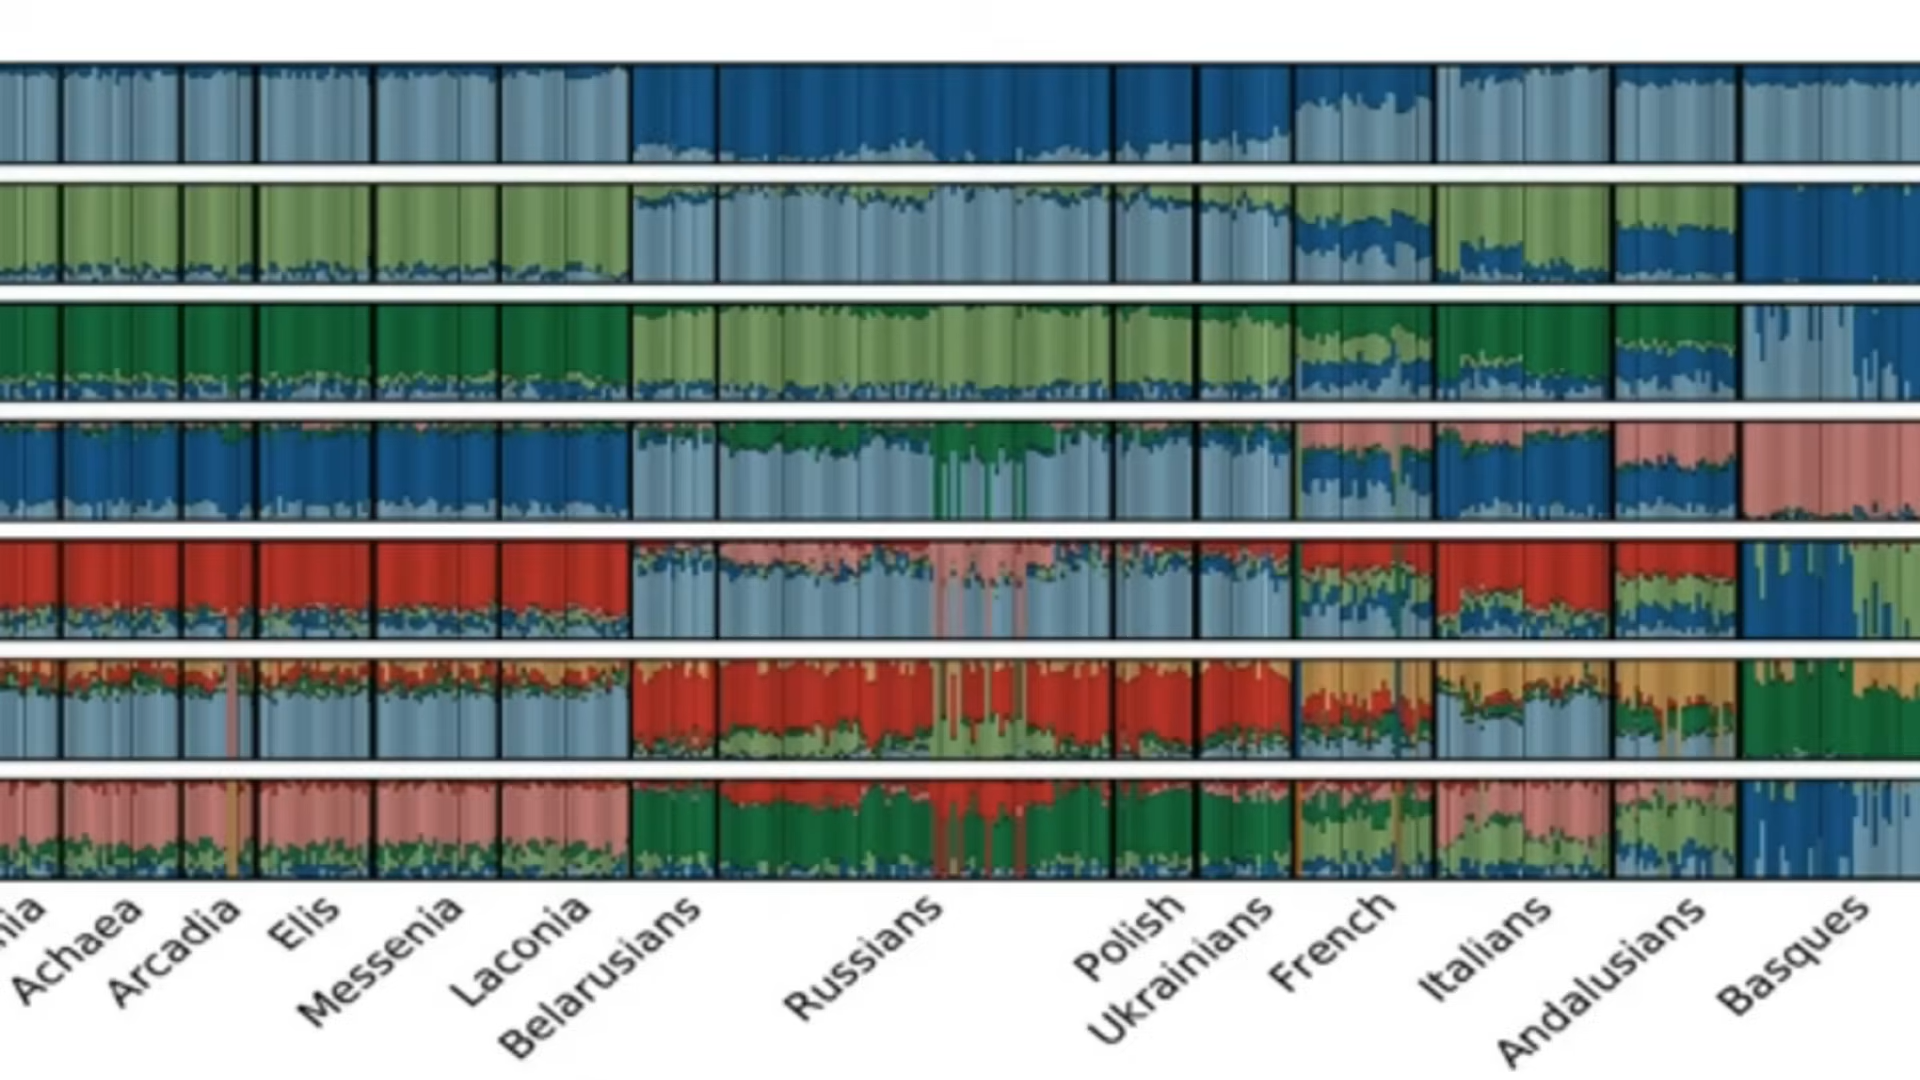 Achaea
Arcadia
Elis
Messenia
Laconia
Belarusians
Russians
Polish
Ukrainians
French
Italians
Andalusians
Basques